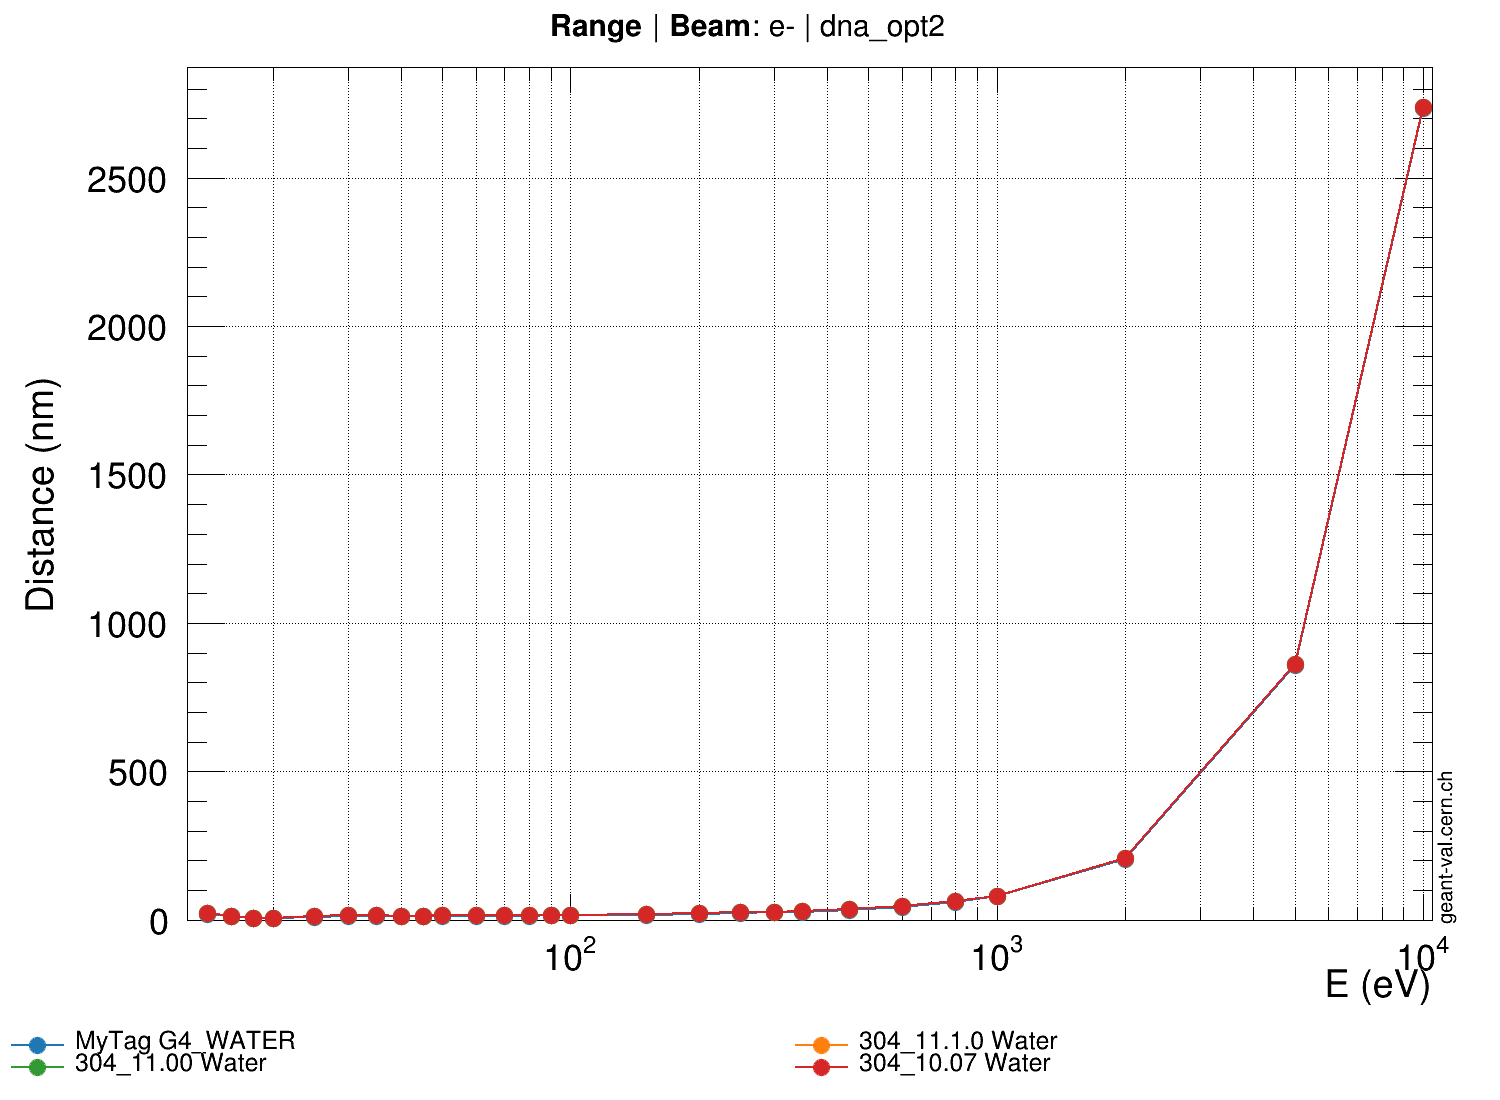 Range | Beam: e- | dna_opt2
Distance (nm)
2500
2000
1500
1000
500
0
10²
10³
10⁴
E (eV)
geant-val.cern.ch
MyTag G4_WATER
304_11.1.0 Water
304_11.00 Water
304_10.07 Water